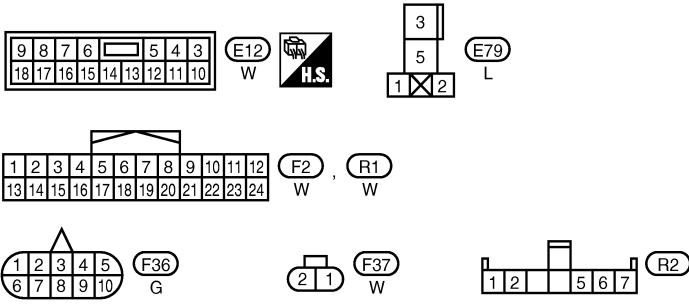 9 8 7 6 5 4 3
18 17 16 15 14 13 12 11 10
E12
W
H.S.
3
5
1 2
E79
L
1 2 3 4 5 6 7 8 9 10 11 12
13 14 15 16 17 18 19 20 21 22 23 24
F2 , R1
W W
1 2 3 4 5
6 7 8 9 10
F36
G
2 1
F37
W
1 2 5 6 7
R2